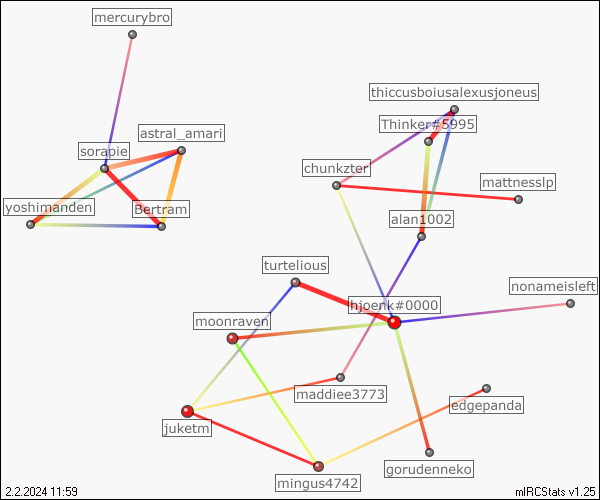 mercurybro
thiccusboiusalexusjoneus
Thinker#5995
astral_amari
sorapie
chunkzter
mattnesslp
yoshimanden
Bertram
alan1002
turtelious
nonameisleft
hjoenk#0000
moonraven
maddiee3773
edgepanda
juketm
gorudenneko
mingus4742
2.2.2024 11:59
mIRCStats v1.25